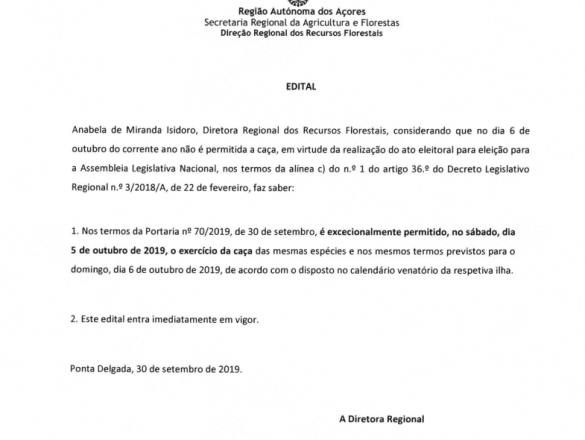 Região Autónoma dos Açores
Secretaria Regional da Agricultura e Florestas
Direção Regional dos Recursos Florestais
EDITAL
Anabela de Miranda Isidoro, Diretora Regional dos Recursos Florestais, considerando que no dia 6 de
outubro do corrente ano não é permitida a caça, em virtude da realização do ato eleitoral para eleição para
a Assembleia Legislativa Nacional, nos termos da alínea c) do n.º 1 do artigo 36.º do Decreto Legislativo
Regional n.º 3/2018/A, de 22 de fevereiro, faz saber:
1. Nos termos da Portaria nº 70/2019, de 30 de setembro, é excecionalmente permitido, no sábado, dia
5 de outubro de 2019, o exercício da caça das mesmas espécies e nos mesmos termos previstos para o
domingo, dia 6 de outubro de 2019, de acordo com o disposto no calendário venatório da respetiva ilha.
2. Este edital entra imediatamente em vigor.
Ponta Delgada, 30 de setembro de 2019.
A Diretora Regional